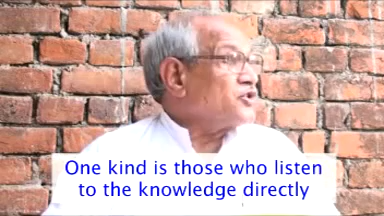 One kind is those who listen
to the knowledge directly